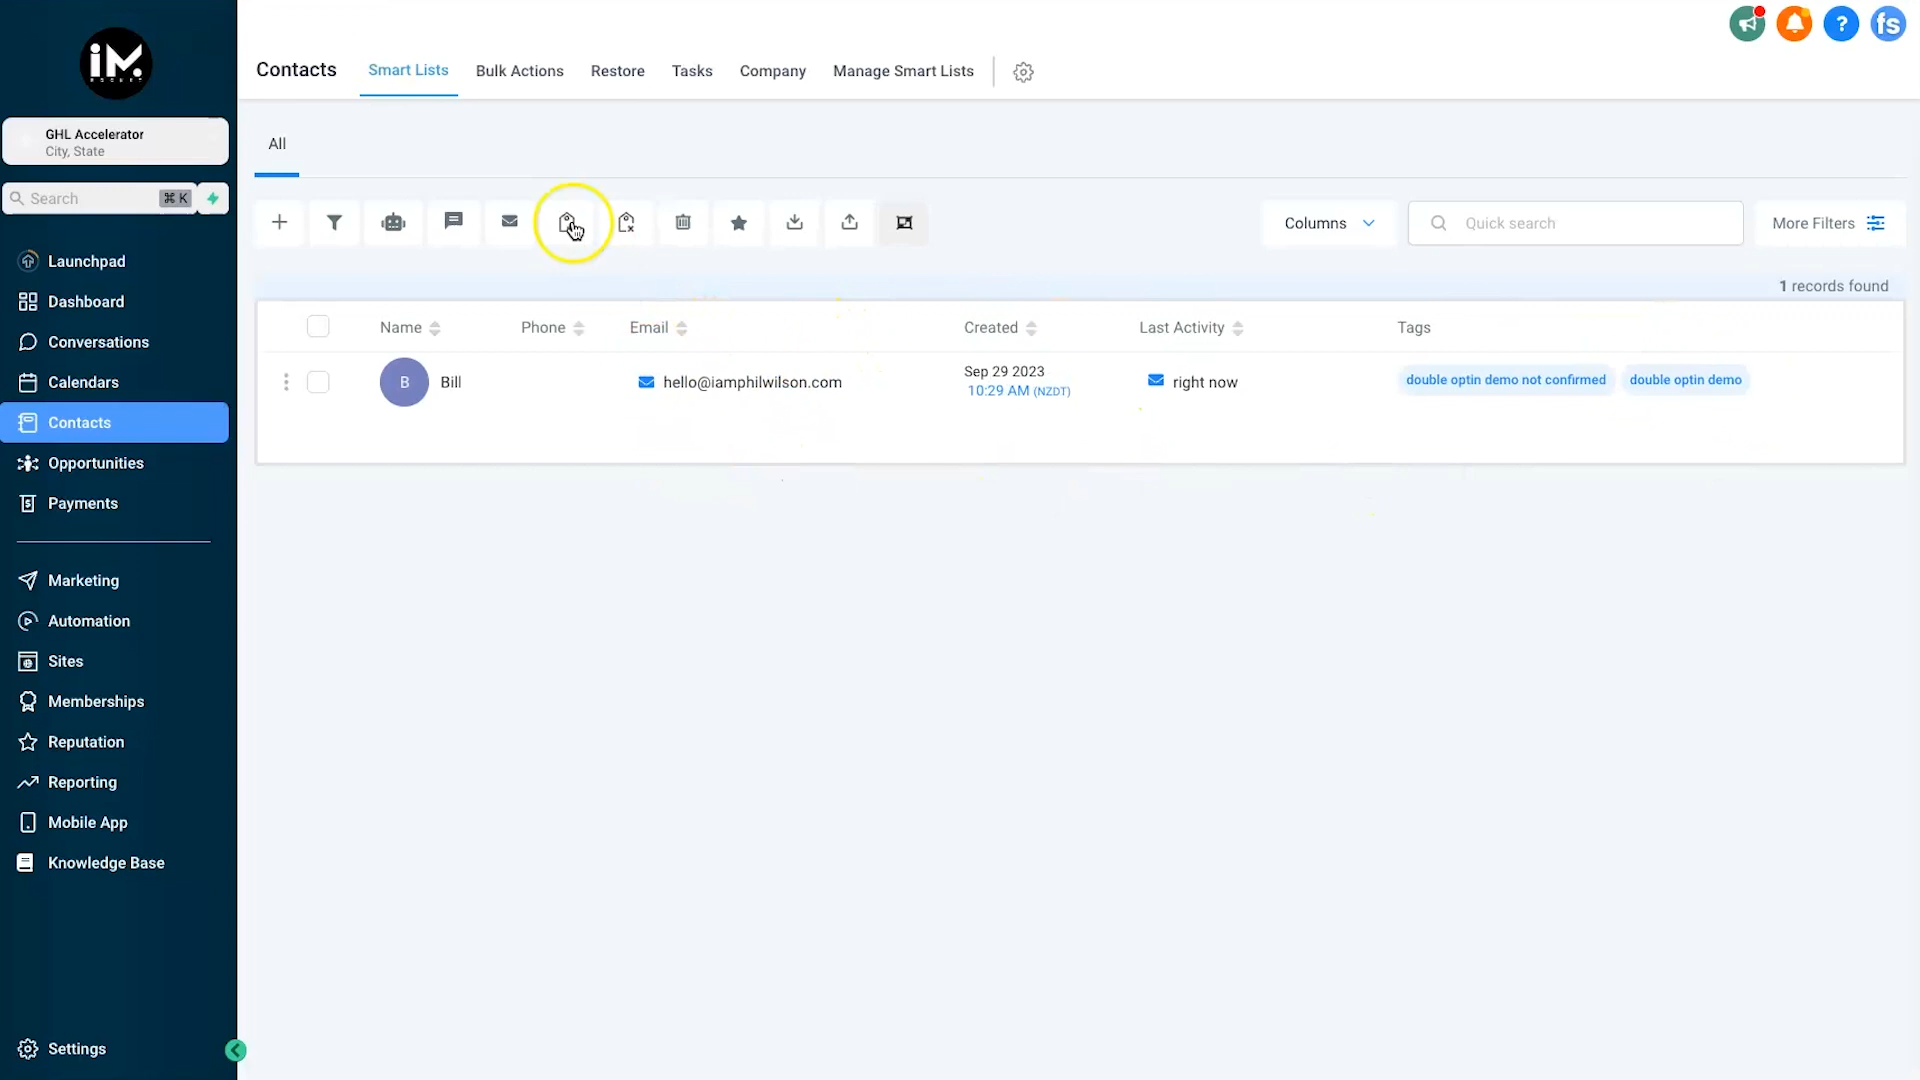 iM.
GHL Accelerator
City, State
Search
⌘ K
Launchpad
Dashboard
Conversations
Calendars
Contacts
Opportunities
Payments
Marketing
Automation
Sites
Memberships
Reputation
Reporting
Mobile App
Knowledge Base
Settings
?
fs
Contacts
Smart Lists
Bulk Actions
Restore
Tasks
Company
Manage Smart Lists
All
Columns
Quick search
More Filters
1 records found
Name
Phone
Email
Created
Last Activity
Tags
B
Bill
hello@iamphilwilson.com
Sep 29 2023
10:29 AM (NZDT)
right now
double optin demo not confirmed
double optin demo